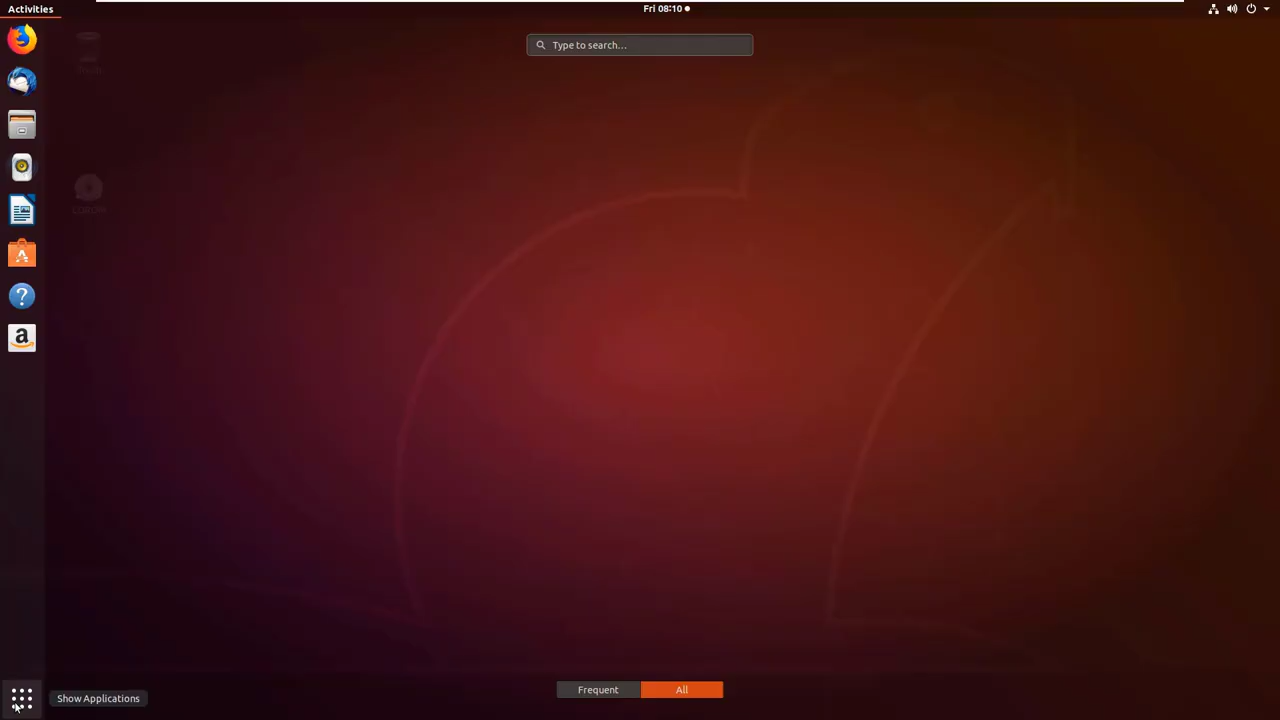 Activities
Fri 08:10
Type to search...
Frequent
All
Show Applications